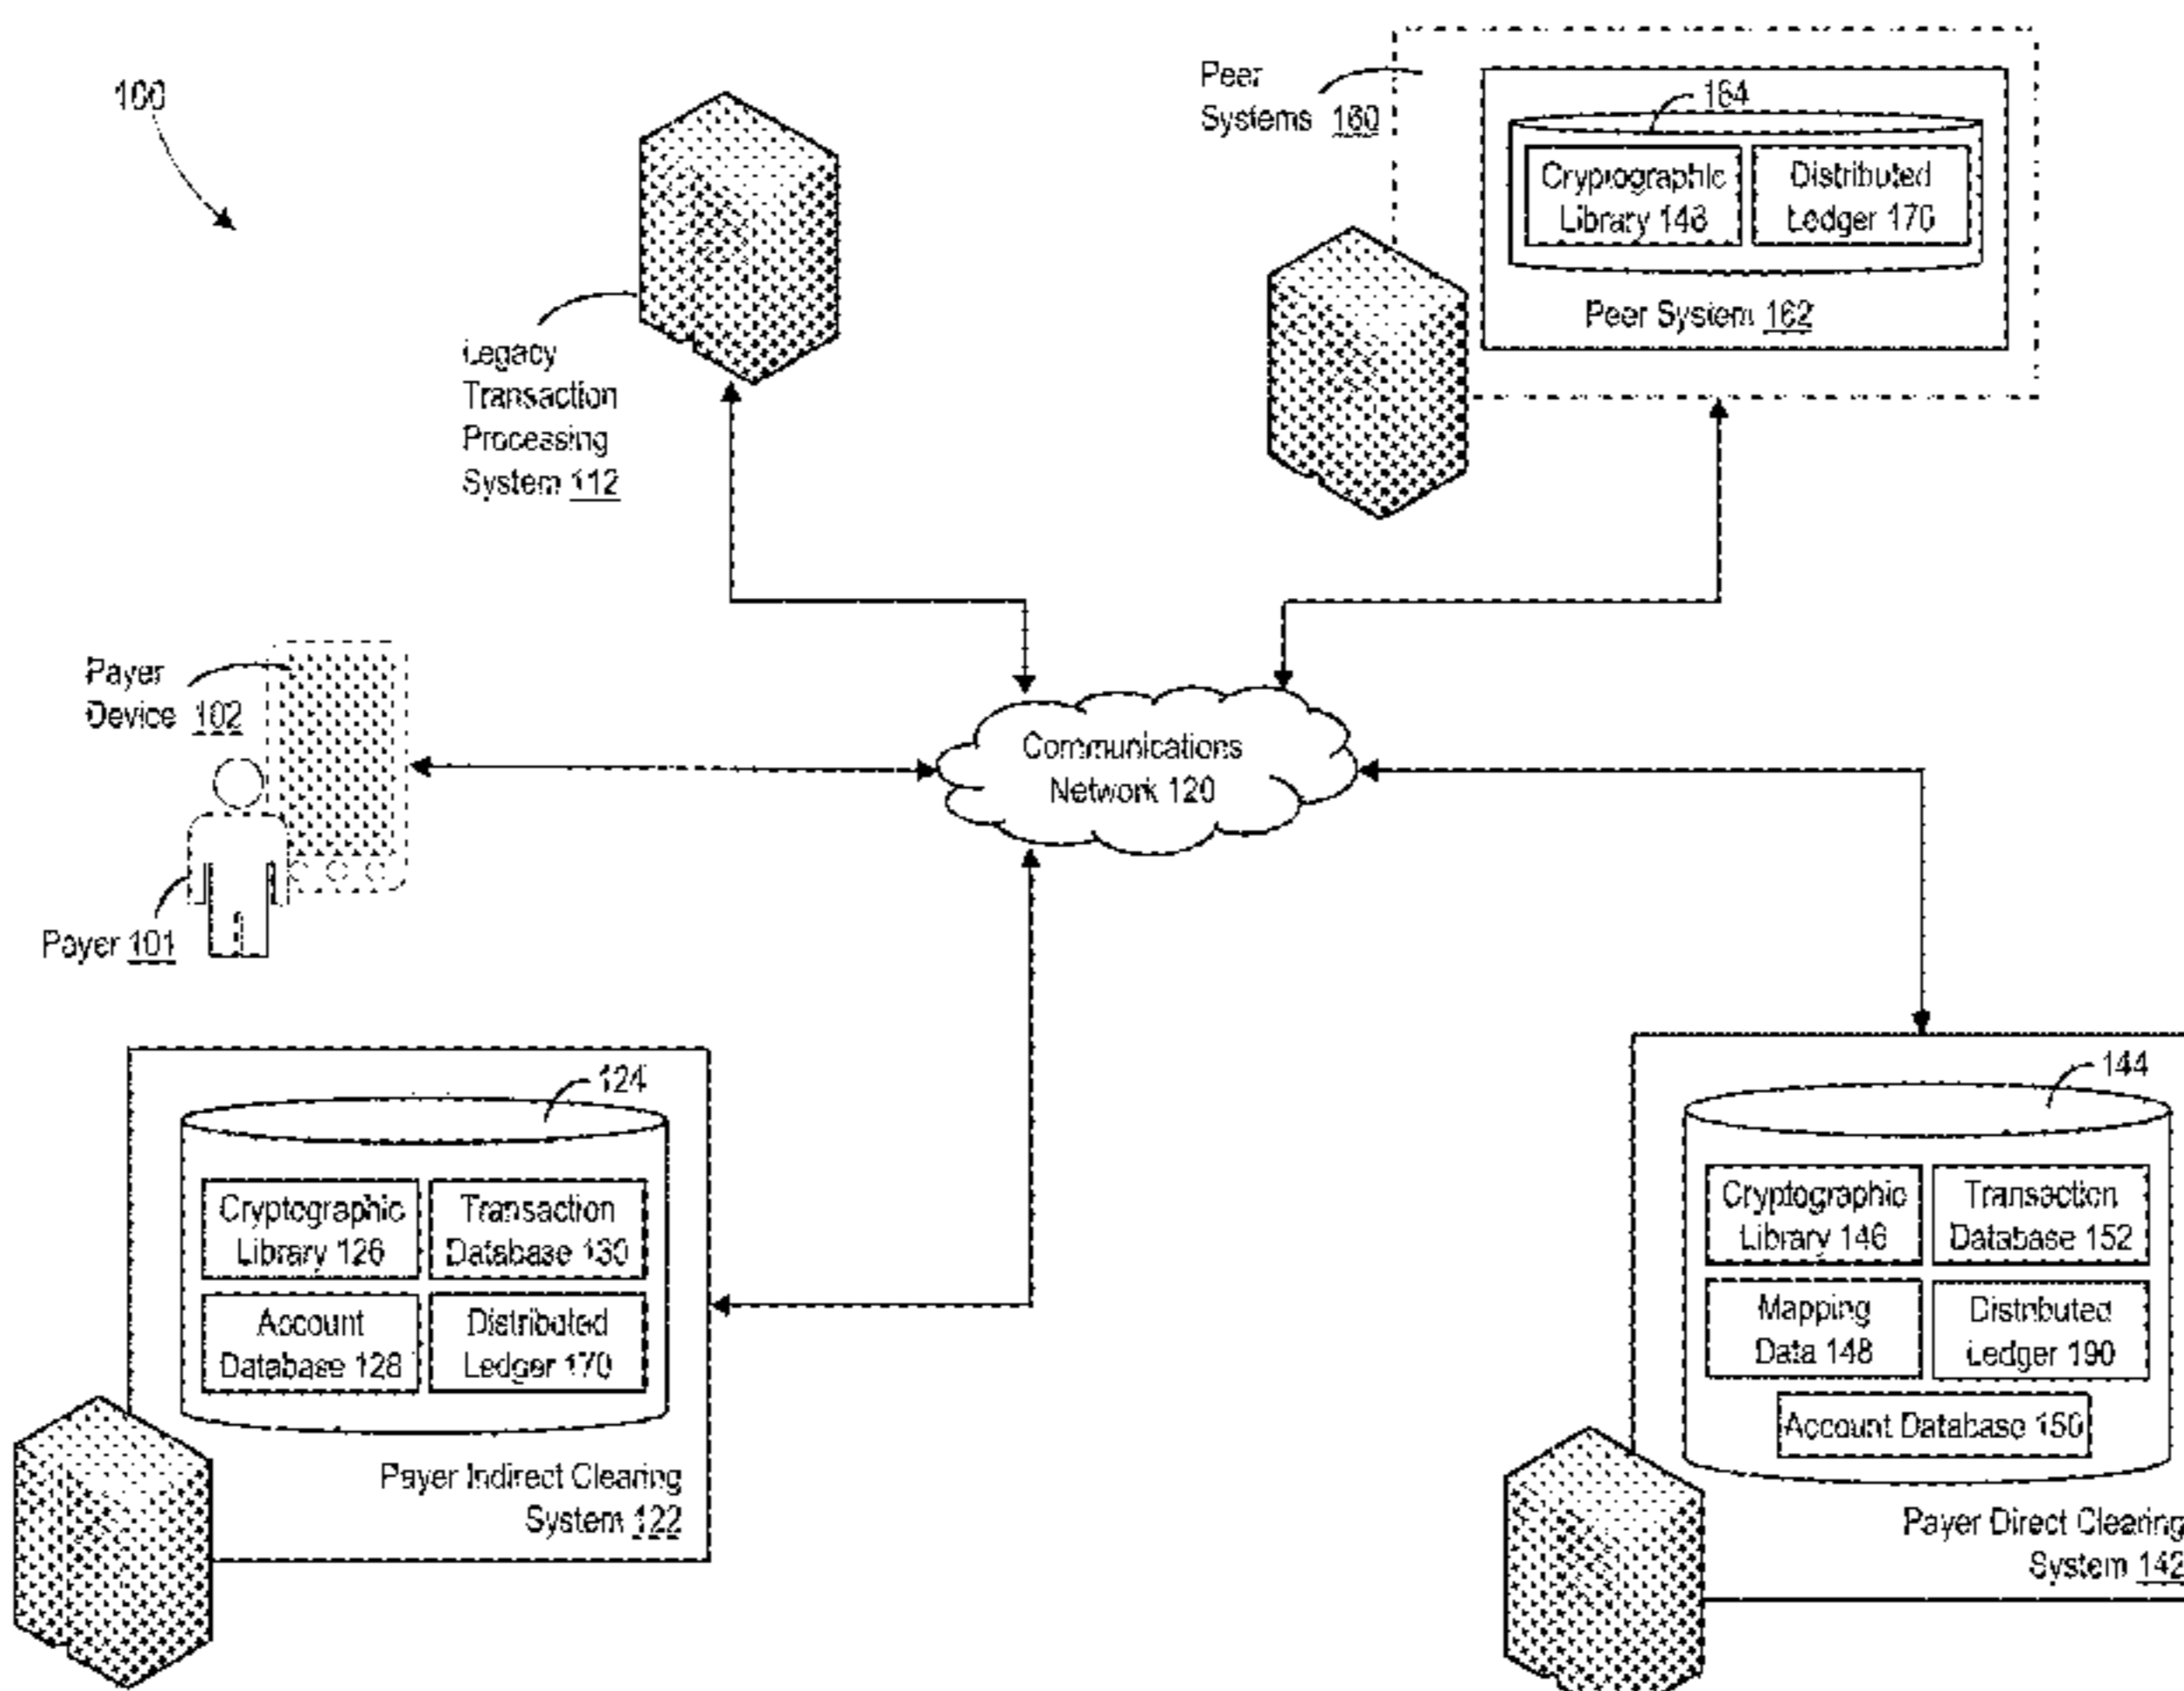 100
Legacy
Transaction
Processing
System 112
Peer
Systems 160
164
Cryptographic
Library 146
Distributed
Ledger 170
Peer System 162
Payer
Device 102
Payer 101
Communications
Network 120
124
Cryptographic
Library 126
Transaction
Database 130
Account
Database 128
Distributed
Ledger 170
Payer Indirect Clearing
System 122
144
Cryptographic
Library 146
Transaction
Database 152
Mapping
Data 148
Distributed
Ledger 190
Account Database 150
Payer Direct Clearing
System 142